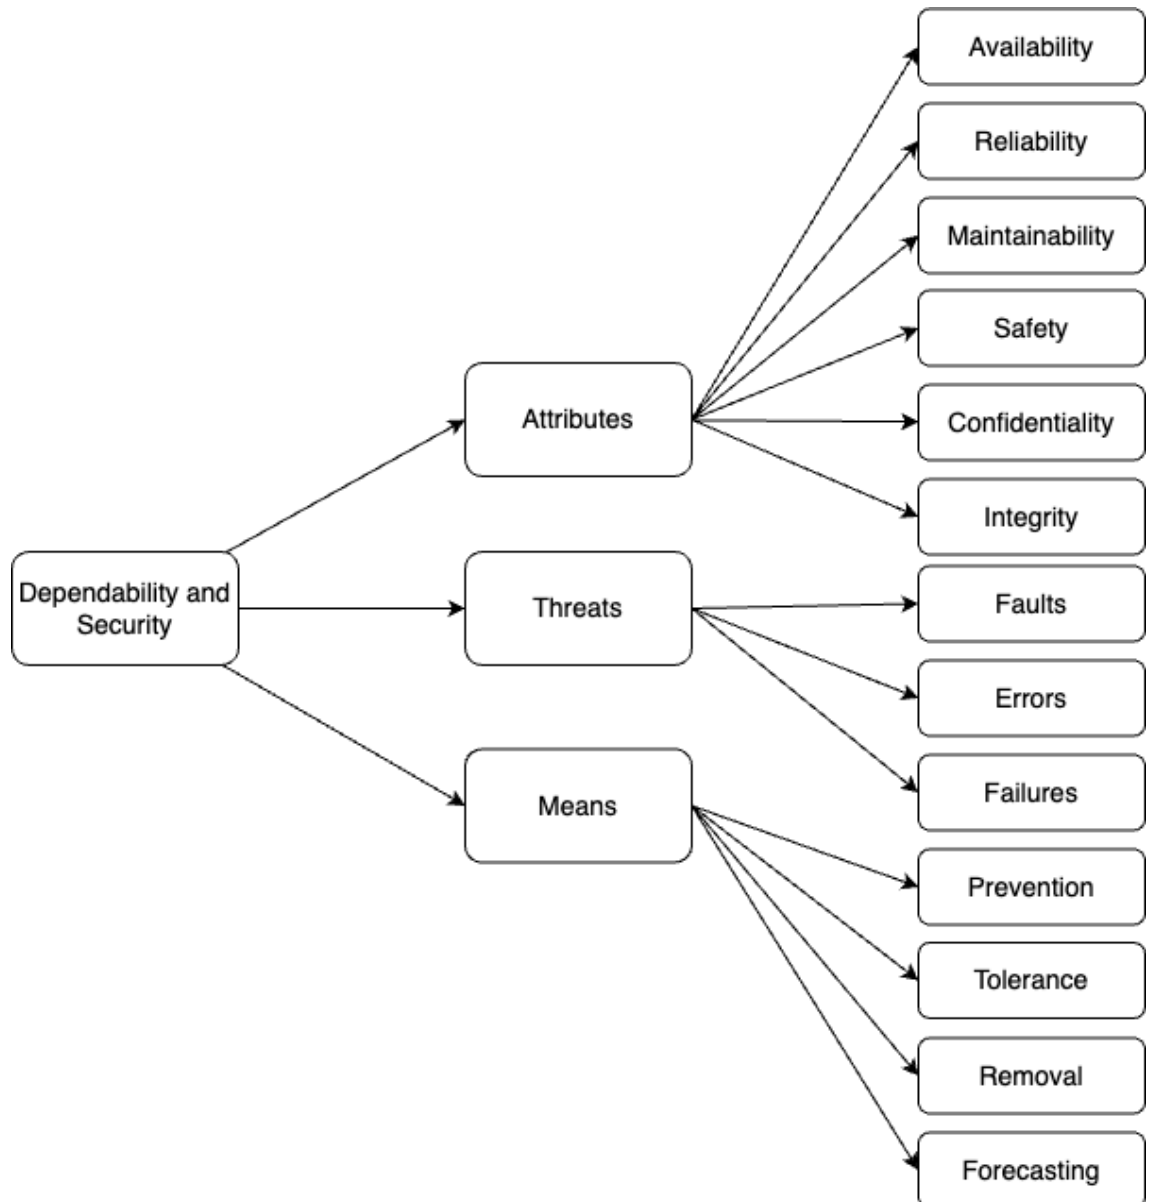 Availability
Reliability
Maintainability
Safety
Attributes
Confidentiality
Integrity
Dependability and
Security
Threats
Faults
Errors
Failures
Means
Prevention
Tolerance
Removal
Forecasting